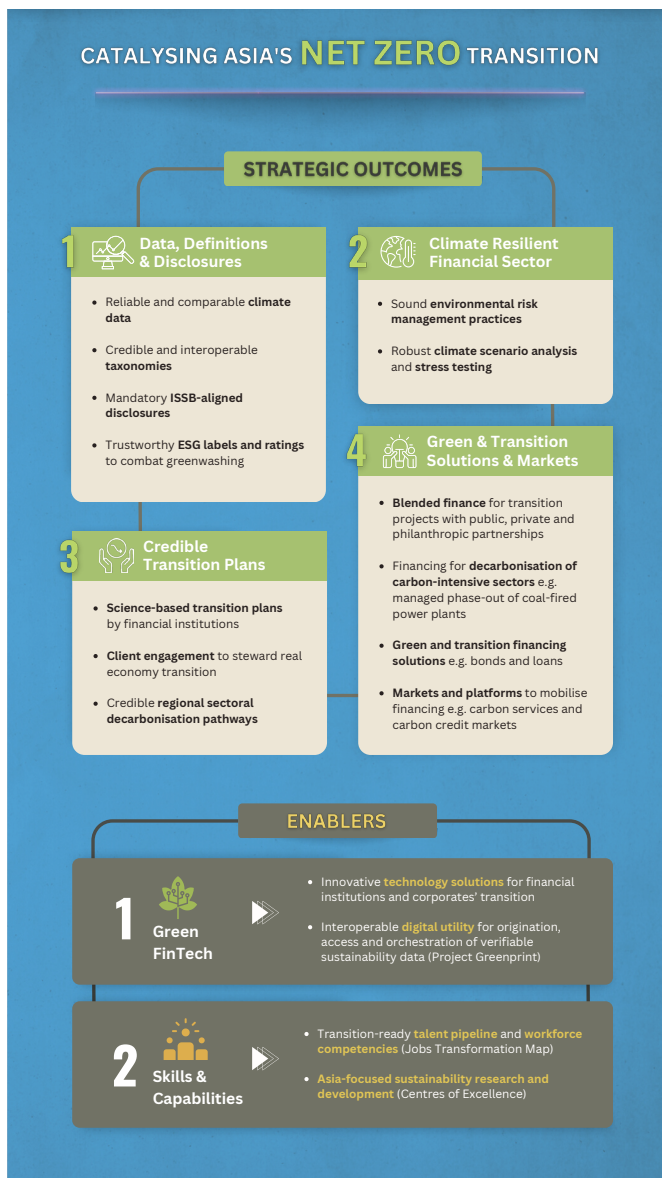 CATALYSING ASIA'S NET ZERO TRANSITION
STRATEGIC OUTCOMES
1
Data, Definitions
& Disclosures
• Reliable and comparable climate
data
• Credible and interoperable
taxonomies
• Mandatory ISSB-aligned
disclosures
• Trustworthy ESG labels and ratings
to combat greenwashing
2
Climate Resilient
Financial Sector
• Sound environmental risk
management practices
• Robust climate scenario analysis
and stress testing
3
Credible
Transition Plans
• Science-based transition plans
by financial institutions
• Client engagement to steward real
economy transition
• Credible regional sectoral
decarbonisation pathways
4
Green & Transition
Solutions & Markets
• Blended finance for transition
projects with public, private and
philanthropic partnerships
• Financing for decarbonisation of
carbon-intensive sectors e.g.
managed phase-out of coal-fired
power plants
• Green and transition financing
solutions e.g. bonds and loans
• Markets and platforms to mobilise
financing e.g. carbon services and
carbon credit markets
ENABLERS
1
Green
FinTech
• Innovative technology solutions for financial
institutions and corporates' transition
• Interoperable digital utility for origination,
access and orchestration of verifiable
sustainability data (Project Greenprint)
2
Skills &
Capabilities
• Transition-ready talent pipeline and workforce
competencies (Jobs Transformation Map)
• Asia-focused sustainability research and
development (Centres of Excellence)